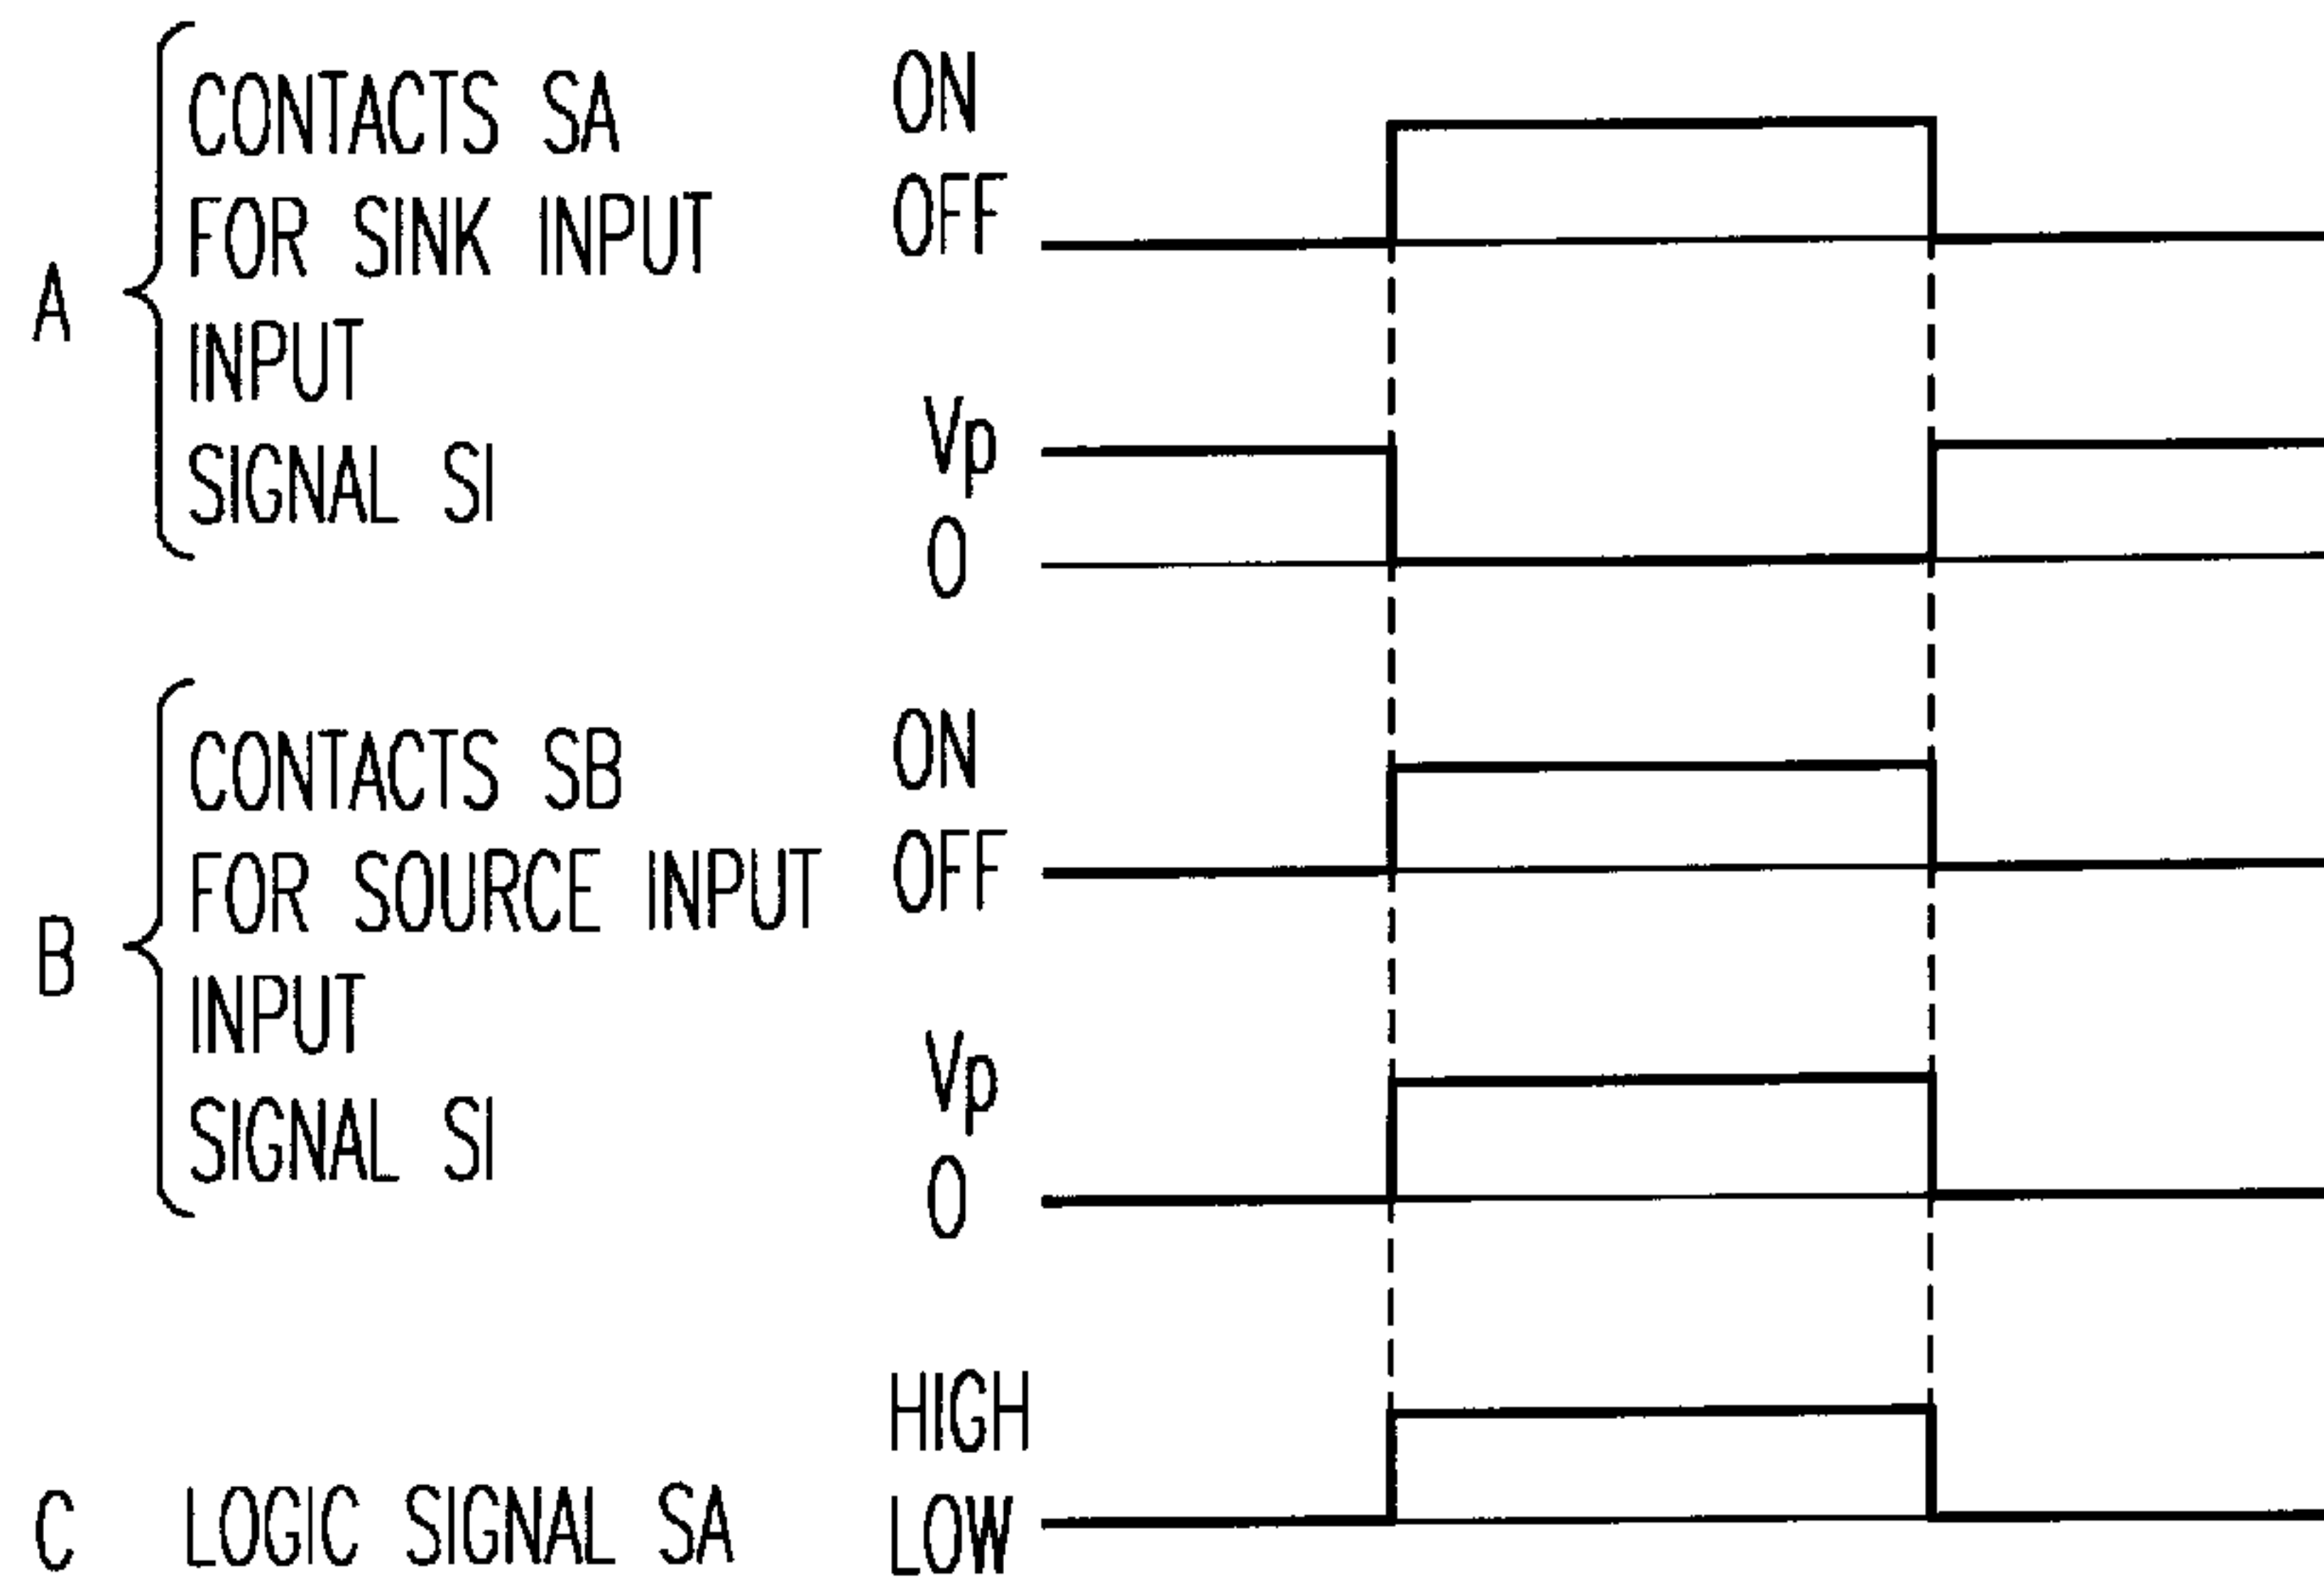 A
CONTACTS SA
FOR SINK INPUT
ON
OFF
INPUT
SIGNAL SI
Vp
0
B
CONTACTS SB
FOR SOURCE INPUT
ON
OFF
INPUT
SIGNAL SI
Vp
0
C
LOGIC SIGNAL SA
HIGH
LOW